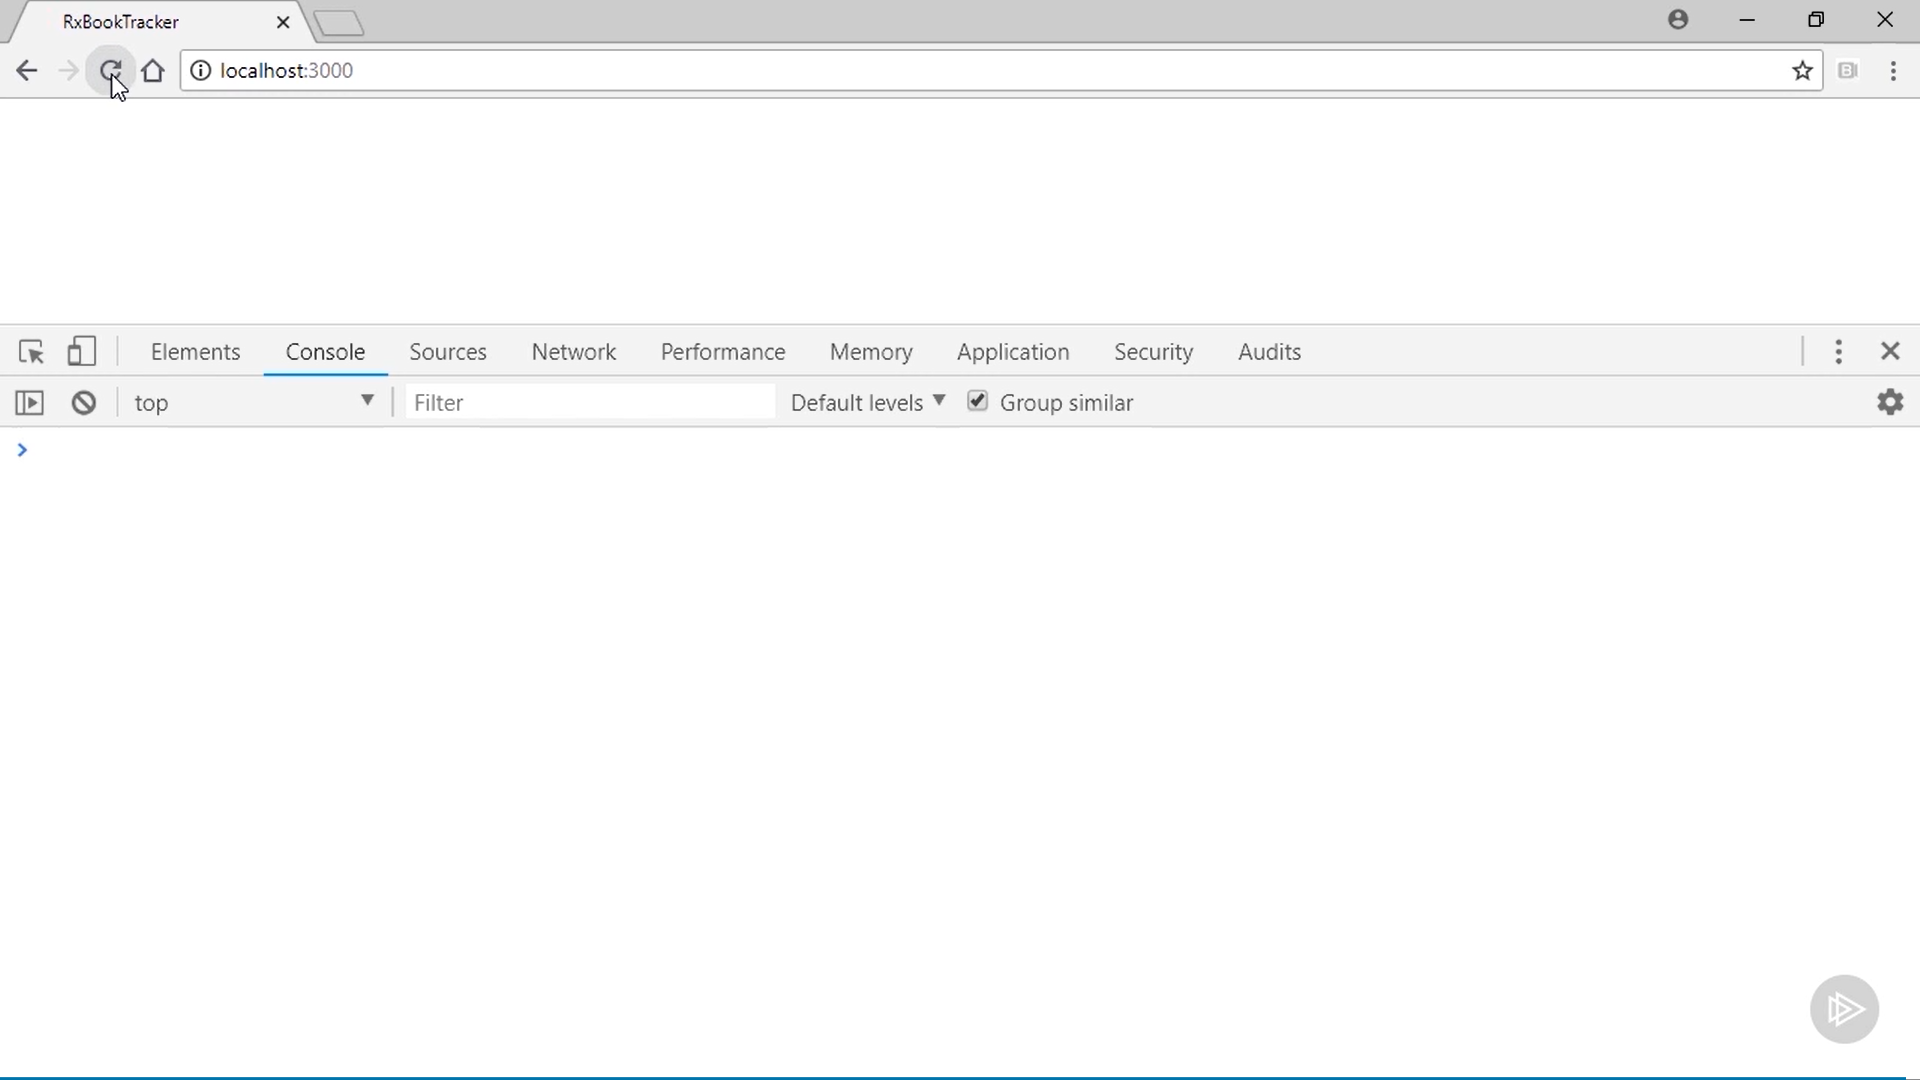 RxBookTracker
localhost:3000
Elements Console Sources Network Performance Memory Application Security Audits
top Filter Default levels Group similar